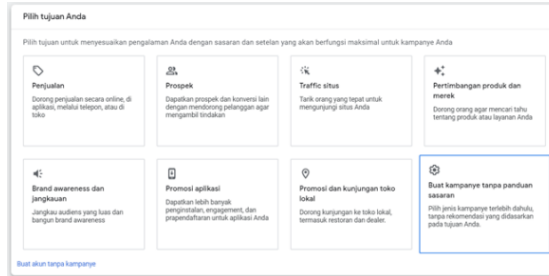 Pilih tujuan Anda
Pilih tujuan untuk menyesuaikan pengalaman Anda dengan sasaran dan setelan yang akan berfungsi maksimal untuk kampanye Anda
Penjualan
Dorong penjualan secara online, di
aplikasi, melalui telepon, atau di
toko
Prospek
Dapatkan prospek dan konversi lain
dengan mendorong pelanggan agar
mengambil tindakan
Traffic situs
Tarik orang yang tepat untuk
mengunjungi situs Anda
Pertimbangan produk dan
merek
Dorong orang agar mencari tahu
tentang produk atau layanan Anda
Brand awareness dan
jangkauan
Jangkau audiens yang luas dan
bangun brand awareness
Promosi aplikasi
Dapatkan lebih banyak
penginstalan, engagement, dan
prapendaftaran untuk aplikasi Anda
Promosi dan kunjungan toko
lokal
Dorong kunjungan ke toko lokal,
termasuk restoran dan dealer.
Buat kampanye tanpa panduan
sasaran
Pilih jenis kampanye terlebih dahulu,
tanpa rekomendasi yang didasarkan
pada tujuan Anda.
Buat akun tanpa kampanye